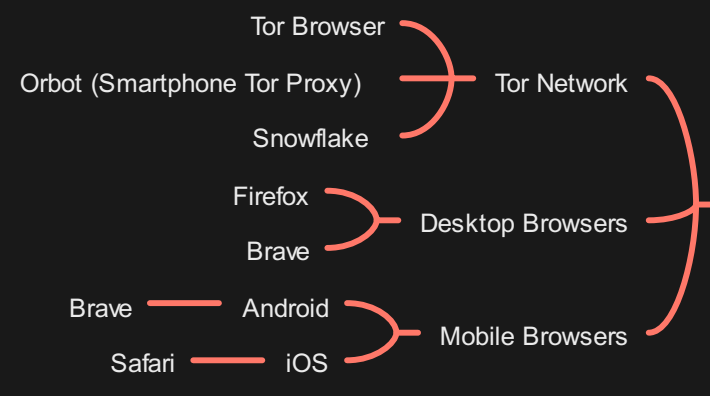 Tor Browser
Orbot (Smartphone Tor Proxy)
Tor Network
Snowflake
Firefox
Desktop Browsers
Brave
Brave
Android
Mobile Browsers
Safari
iOS